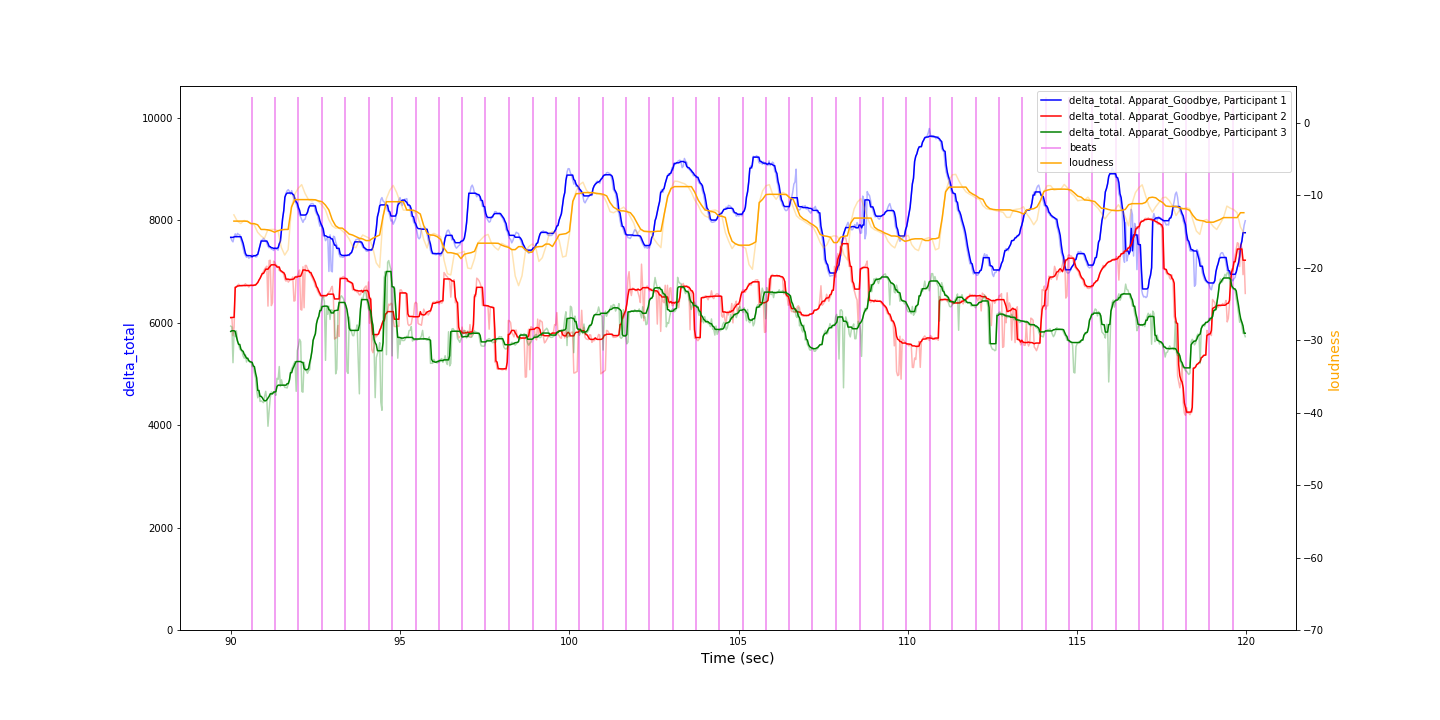 delta_total. Apparat_Goodbye, Participant 1
delta_total. Apparat_Goodbye, Participant 2
delta_total. Apparat_Goodbye, Participant 3
beats
loudness
10000
8000
6000
4000
2000
0
delta_total
0
−10
−20
−30
−40
−50
−60
−70
loudness
90
95
100
105
110
115
120
Time (sec)